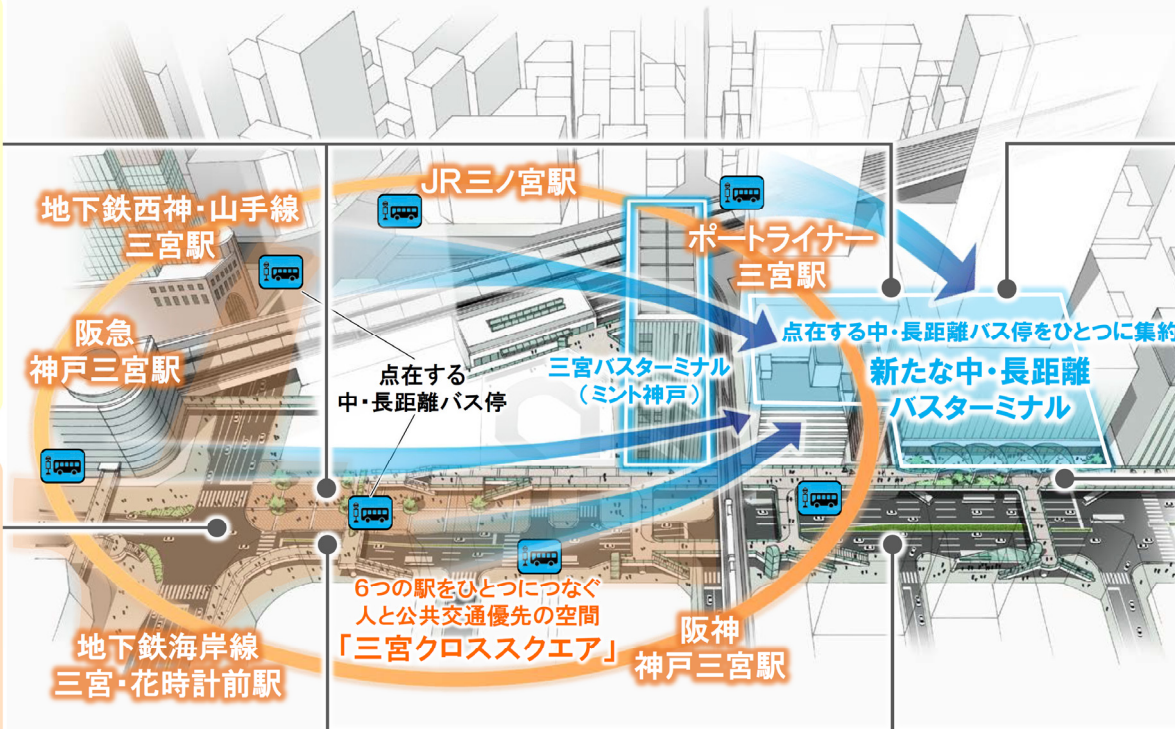 JR三ノ宮駅
地下鉄西神・山手線
三宮駅
ポートライナー
三宮駅
阪急
神戸三宮駅
点在する
中・長距離バス停
三宮バスターミナル
（ミント神戸）
点在する中・長距離バス停をひとつに集約
新たな中・長距離
バスターミナル
6つの駅をひとつにつなぐ
人と公共交通優先の空間
「三宮クロススクエア」
地下鉄海岸線
三宮・花時計前駅
阪神
神戸三宮駅